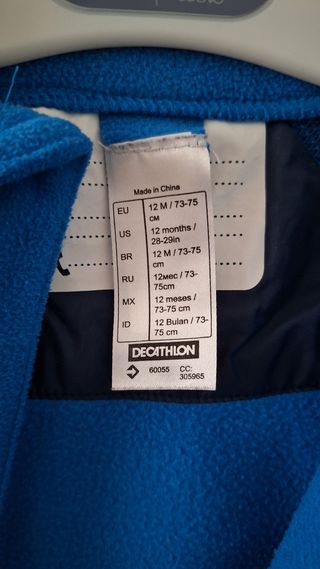 Made in China
EU 12 M / 73-75
CM
US 12 months /
28-29in
BR 12 M / 73-75
cm
RU 12мес / 73-
75cm
MX 12 meses /
73-75 cm
ID 12 Bulan / 73-
75 cm
DECATHLON
60055 CC:
305965